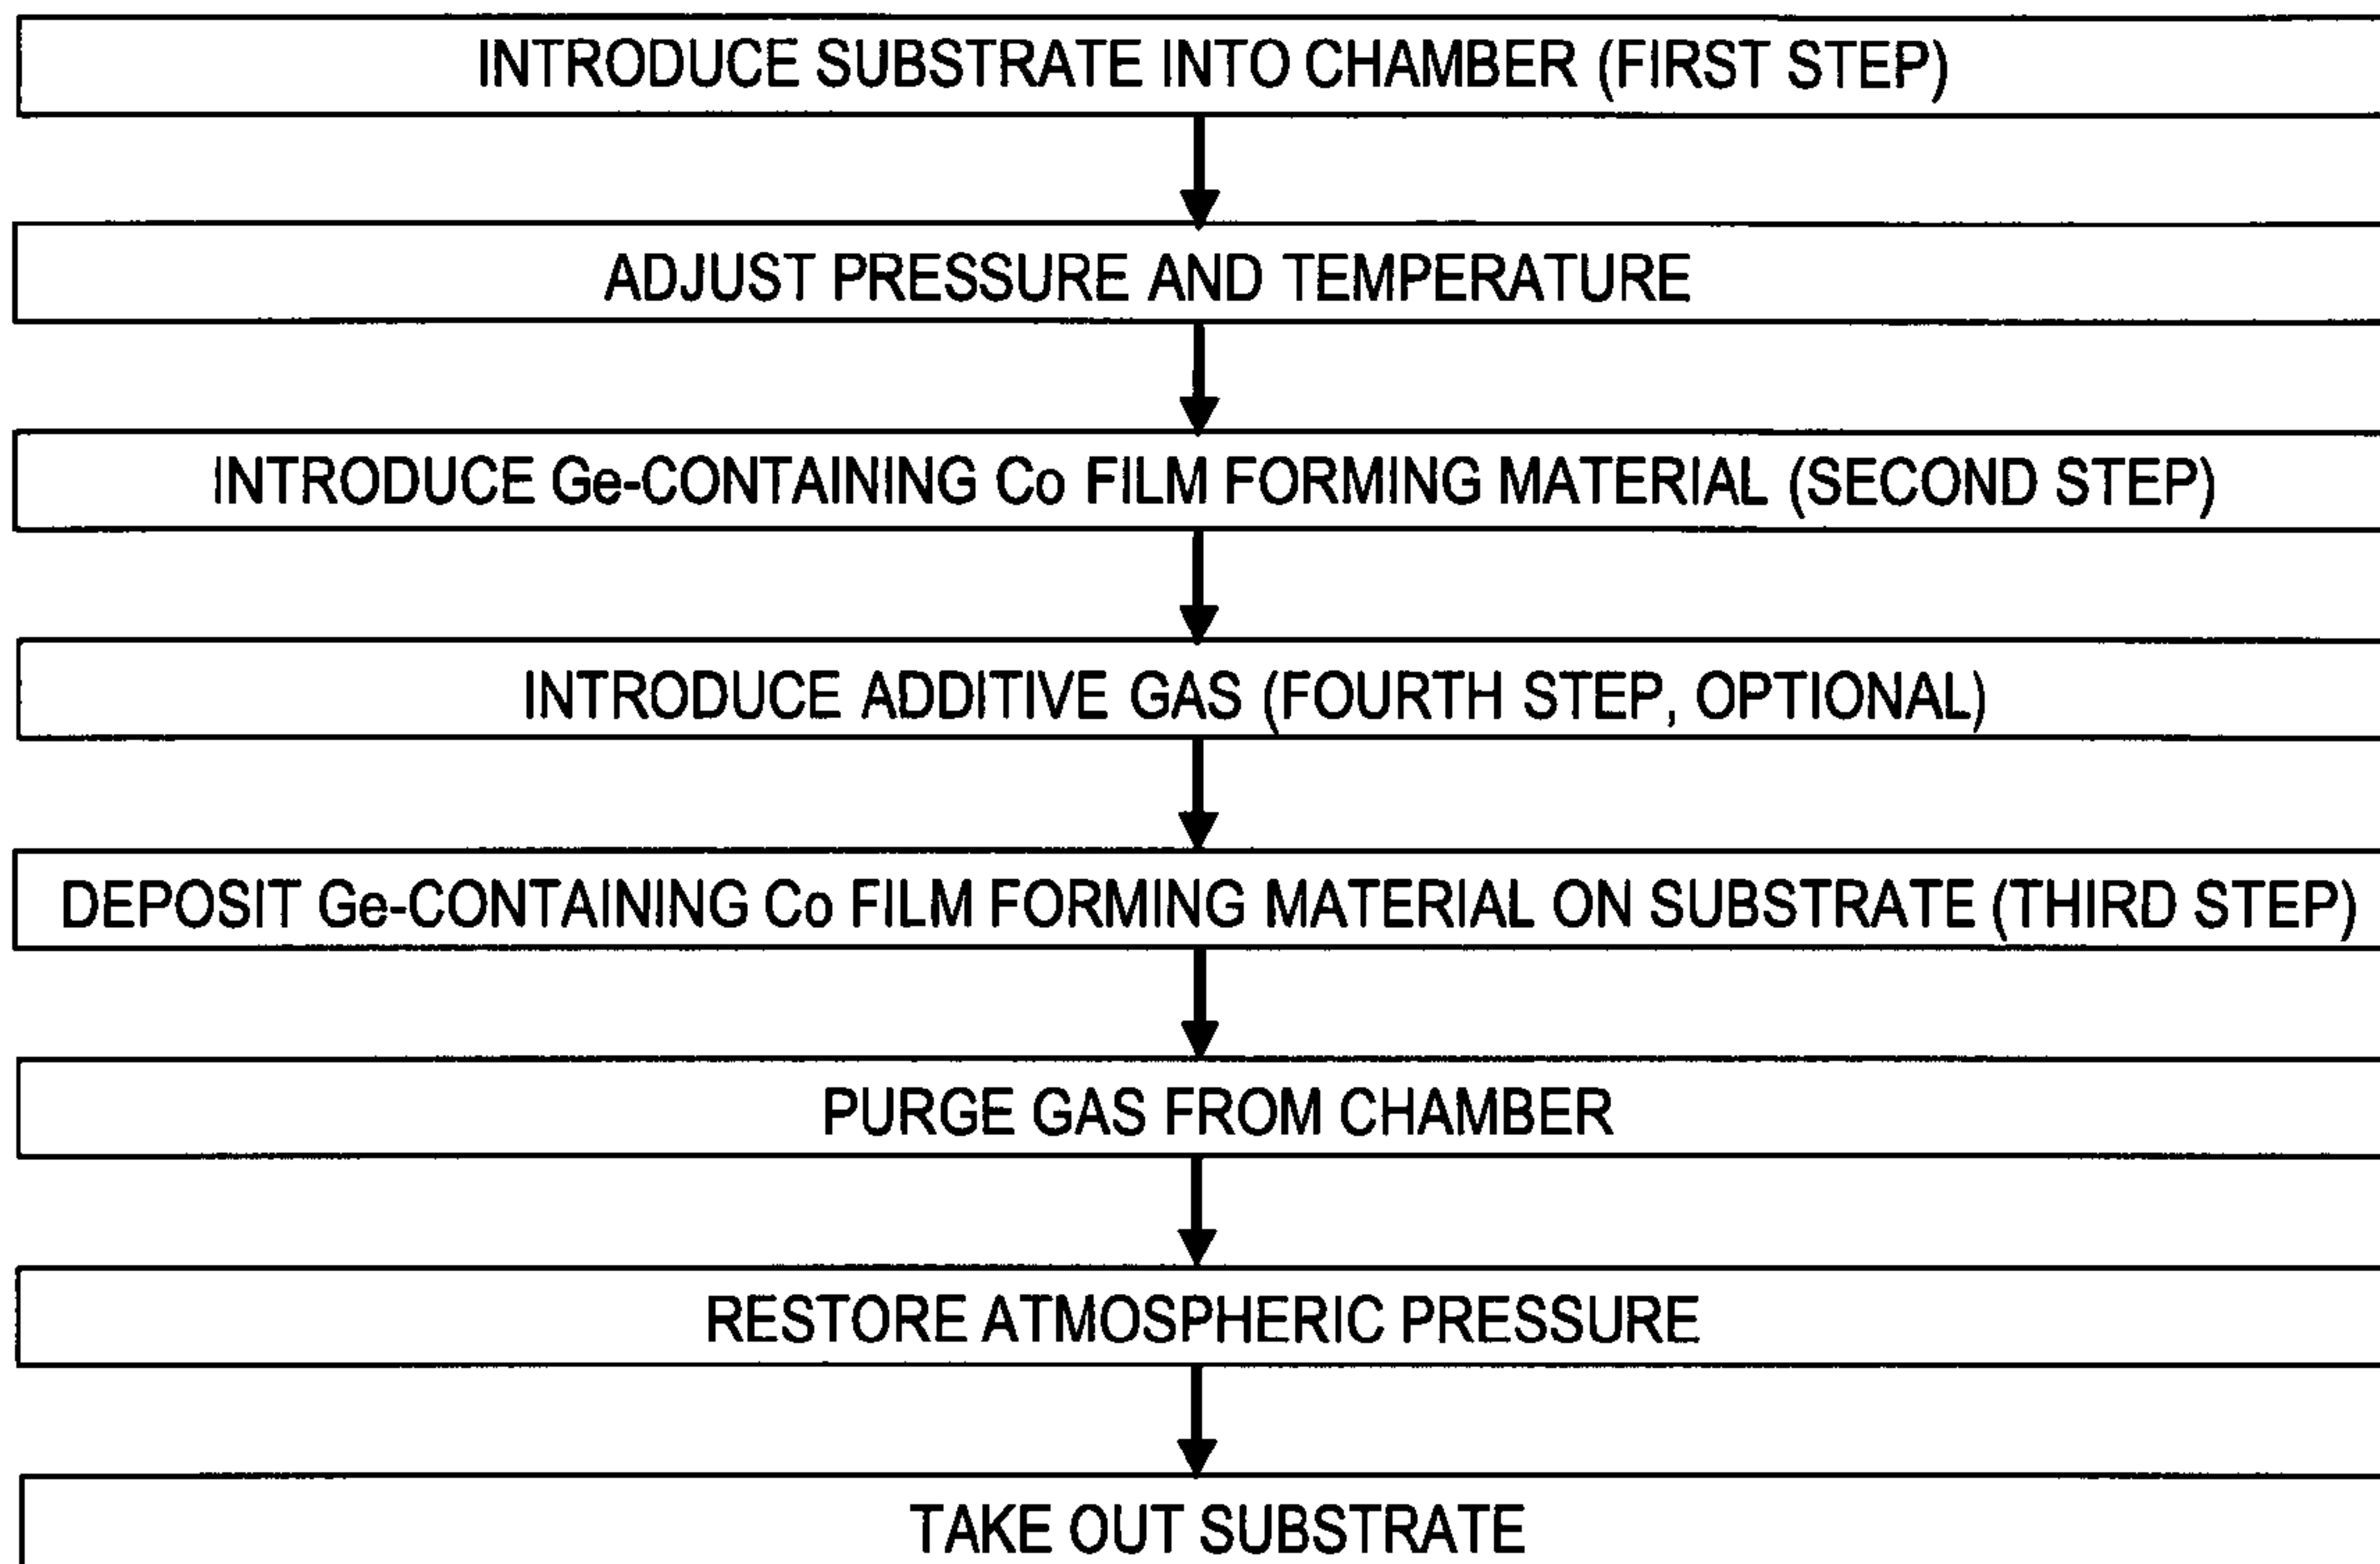 INTRODUCE SUBSTRATE INTO CHAMBER (FIRST STEP)
ADJUST PRESSURE AND TEMPERATURE
INTRODUCE Ge-CONTAINING Co FILM FORMING MATERIAL (SECOND STEP)
INTRODUCE ADDITIVE GAS (FOURTH STEP, OPTIONAL)
DEPOSIT Ge-CONTAINING Co FILM FORMING MATERIAL ON SUBSTRATE (THIRD STEP)
PURGE GAS FROM CHAMBER
RESTORE ATMOSPHERIC PRESSURE
TAKE OUT SUBSTRATE